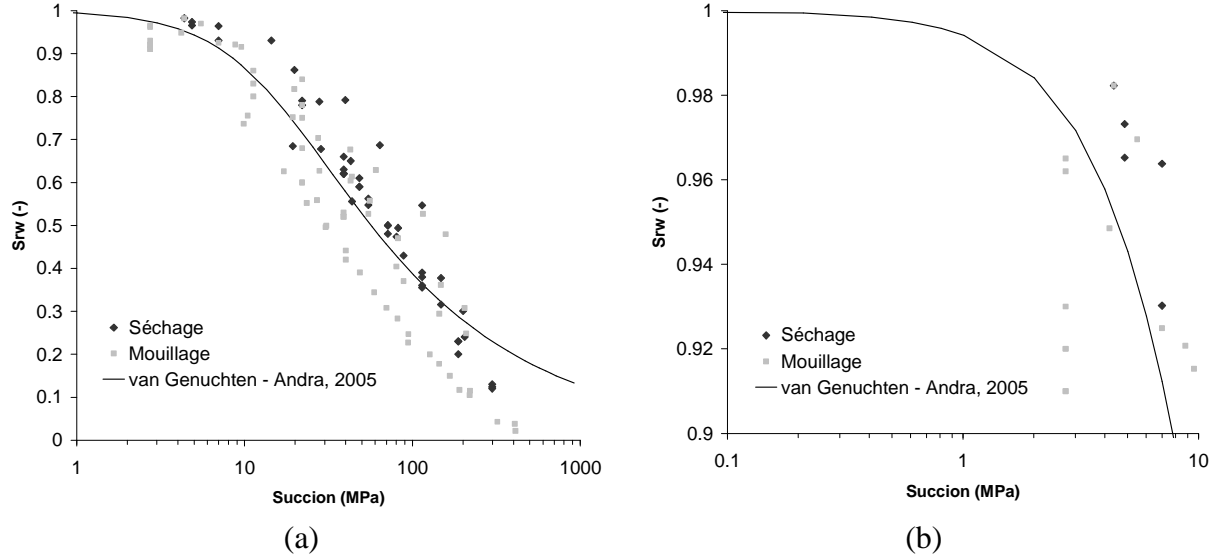 1
0.9
0.8
0.7
0.6
0.5
0.4
0.3
0.2
0.1
0
Srw (-)
Séchage
Mouillage
van Genuchten - Andra, 2005
1 10 100 1000
Succion (MPa)
(a)
1
0.98
0.96
0.94
0.92
0.9
Srw (-)
Séchage
Mouillage
van Genuchten - Andra, 2005
0.1 1 10
Succion (MPa)
(b)